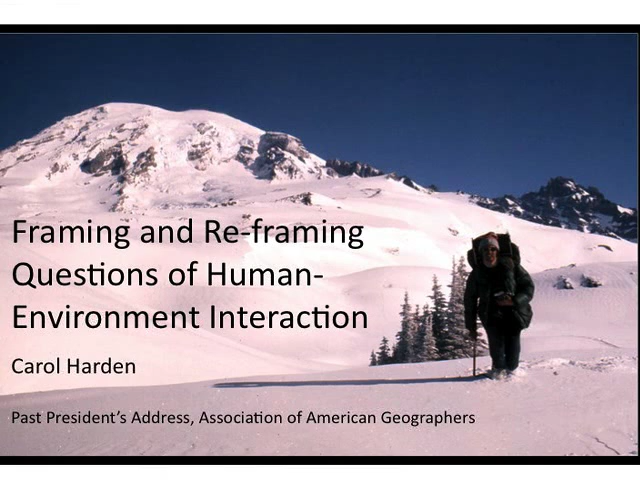 Framing and Re-framing
Questions of Human-
Environment Interaction
Carol Harden
Past President’s Address, Association of American Geographers